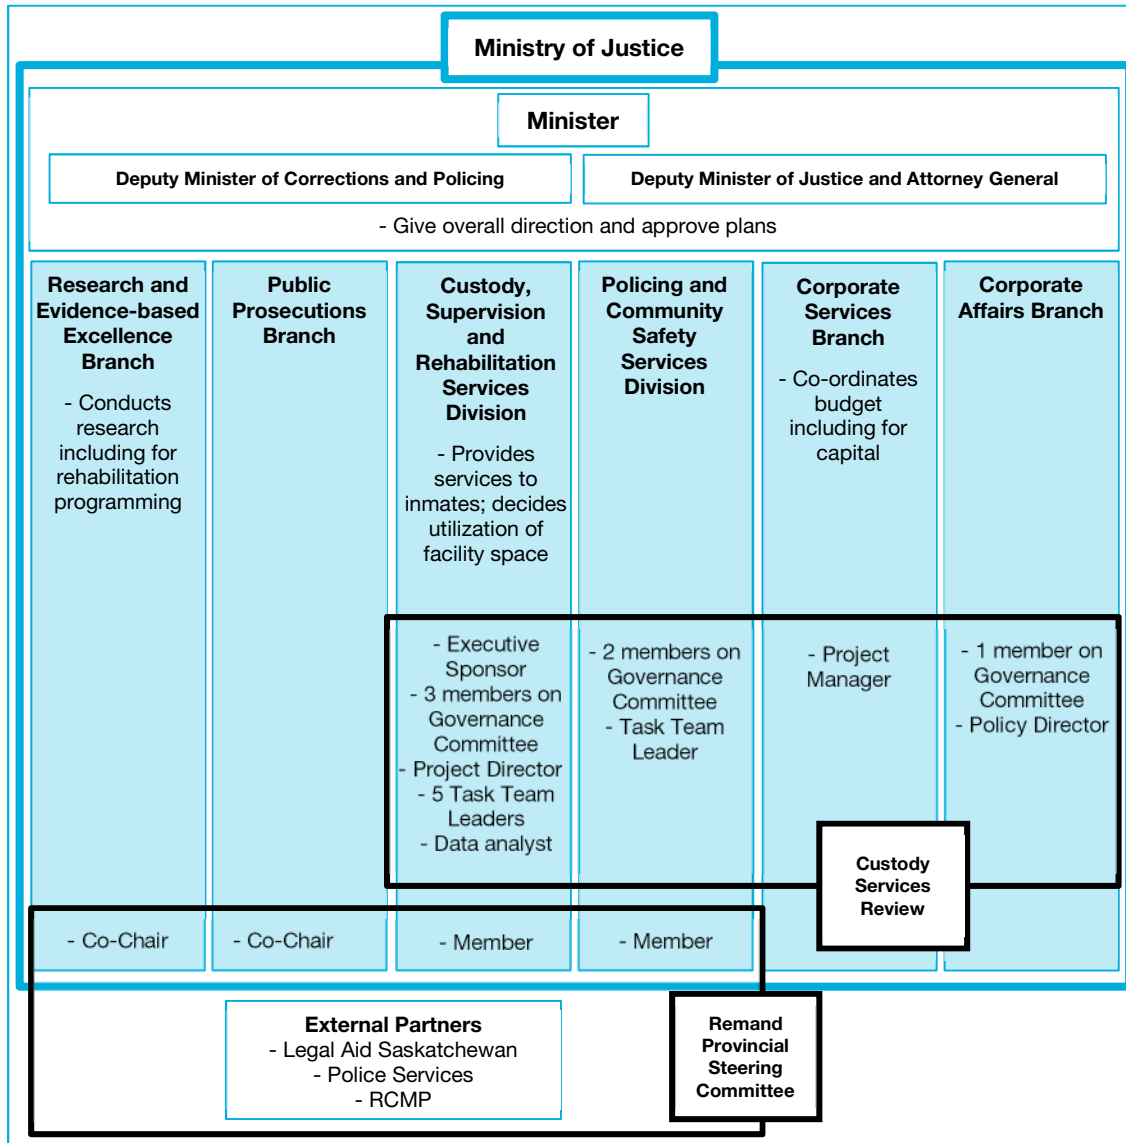 Ministry of Justice
Minister
Deputy Minister of Corrections and Policing
Deputy Minister of Justice and Attorney General
- Give overall direction and approve plans
Research and
Evidence-based
Excellence
Branch
- Conducts
research
including for
rehabilitation
programming
Public
Prosecutions
Branch
Custody,
Supervision
and
Rehabilitation
Services
Division
- Provides
services to
inmates; decides
utilization of
facility space
Policing and
Community
Safety
Services
Division
Corporate
Services
Branch
- Co-ordinates
budget
including for
capital
Corporate
Affairs Branch
- Executive
Sponsor
- 3 members on
Governance
Committee
- Project Director
- 5 Task Team
Leaders
- Data analyst
- 2 members on
Governance
Committee
- Task Team
Leader
- Project
Manager
- 1 member on
Governance
Committee
- Policy Director
Custody
Services
Review
- Co-Chair
- Co-Chair
- Member
- Member
External Partners
- Legal Aid Saskatchewan
- Police Services
- RCMP
Remand
Provincial
Steering
Committee